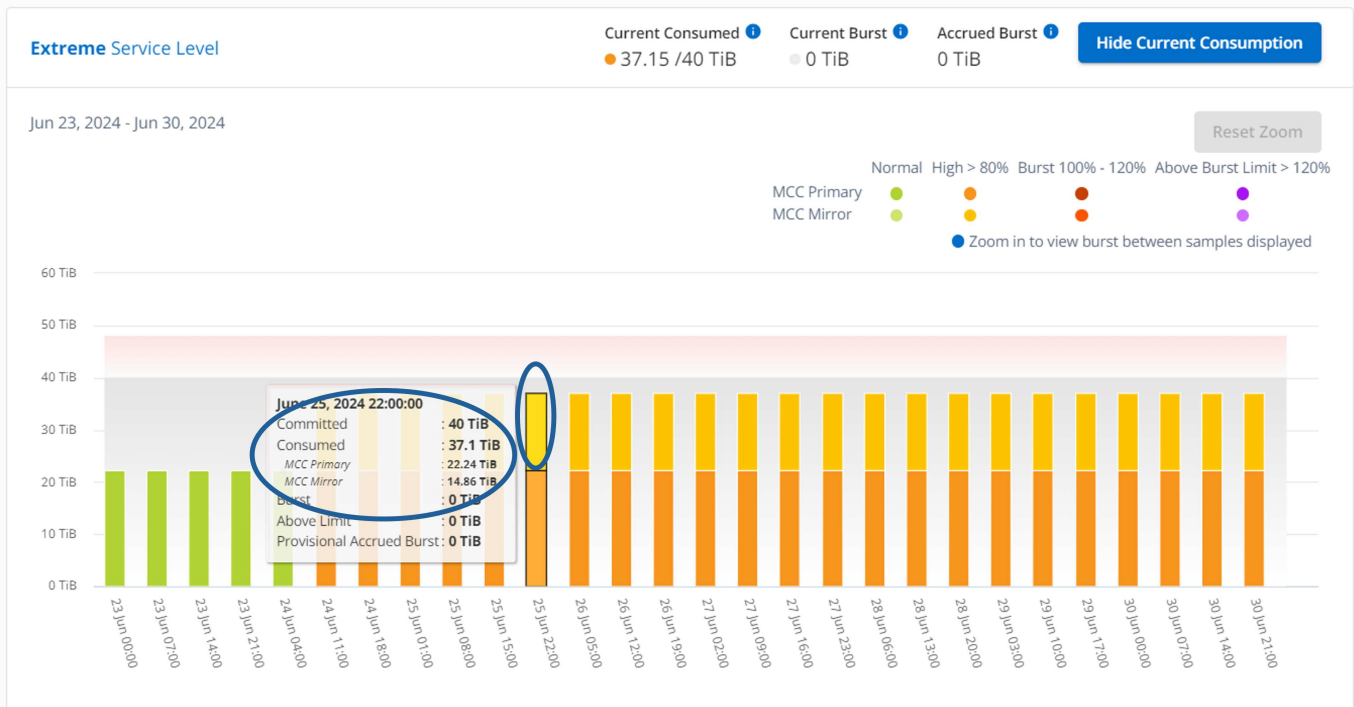 Extreme Service Level
Current Consumed
37.15 /40 TiB
Current Burst
0 TiB
Accrued Burst
0 TiB
Hide Current Consumption
Jun 23, 2024 - Jun 30, 2024
Reset Zoom
Normal High > 80% Burst 100% - 120% Above Burst Limit > 120%
MCC Primary
MCC Mirror
Zoom in to view burst between samples displayed
60 TiB
50 TiB
40 TiB
30 TiB
20 TiB
10 TiB
0 TiB
June 25, 2024 22:00:00
Committed : 40 TiB
Consumed : 37.1 TiB
MCC Primary : 22.24 TiB
MCC Mirror : 14.86 TiB
Burst : 0 TiB
Above Limit : 0 TiB
Provisional Accrued Burst : 0 TiB
23 Jun 00:00
23 Jun 07:00
23 Jun 14:00
23 Jun 21:00
24 Jun 04:00
24 Jun 11:00
24 Jun 18:00
25 Jun 01:00
25 Jun 08:00
25 Jun 15:00
25 Jun 22:00
26 Jun 05:00
26 Jun 12:00
26 Jun 19:00
27 Jun 02:00
27 Jun 09:00
27 Jun 16:00
27 Jun 23:00
28 Jun 06:00
28 Jun 13:00
28 Jun 20:00
29 Jun 03:00
29 Jun 10:00
29 Jun 17:00
30 Jun 00:00
30 Jun 07:00
30 Jun 14:00
30 Jun 21:00